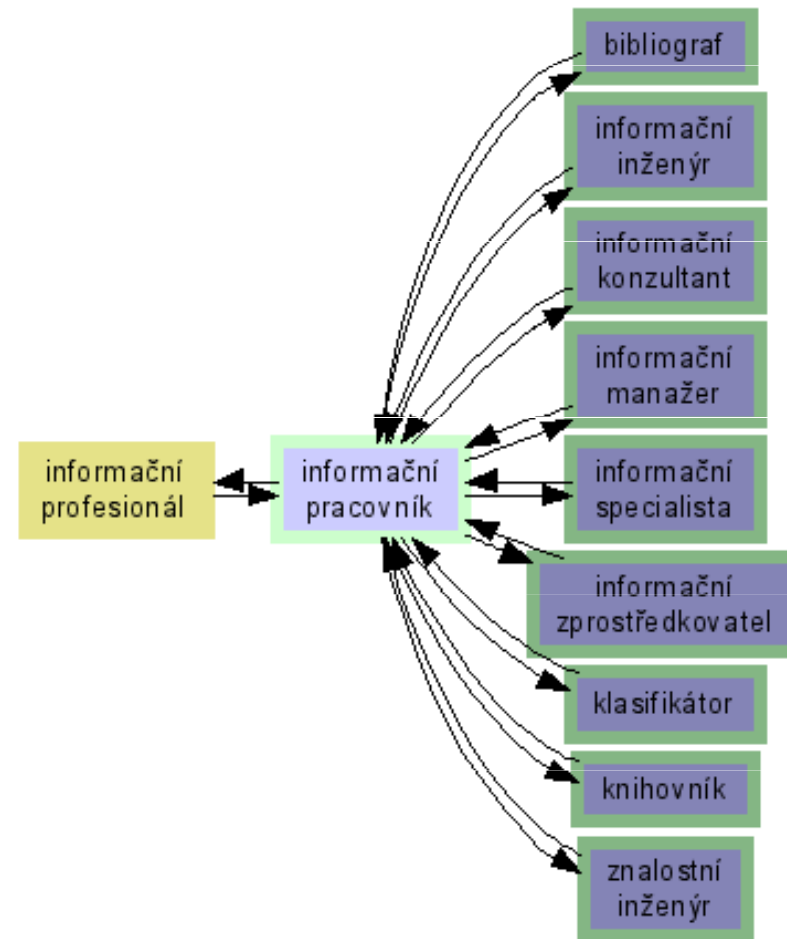 bibliograf
informační
inženýr
informační
konzultant
informační
manažer
informační
profesionál
informační
pracovník
informační
specialista
informační
zprostředkovatel
klasifikátor
knihovník
znalostní
inženýr